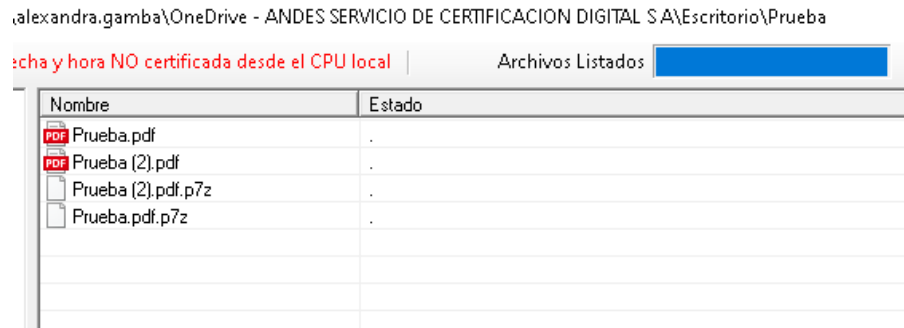 alexandra.gamba\OneDrive - ANDES SERVICIO DE CERTIFICACION DIGITAL S A\Escritorio\Prueba
echa y hora NO certificada desde el CPU local Archivos Listados
Nombre Estado
PDF Prueba.pdf .
PDF Prueba (2).pdf .
Prueba (2).pdf.p7z .
Prueba.pdf.p7z .